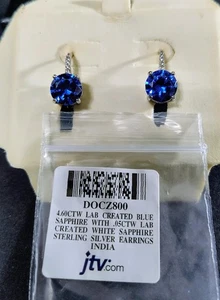 DOCZ800
4.60CTW LAB CREATED BLUE
SAPPHIRE WITH .05CTW LAB
CREATED WHITE SAPPHIRE
STERLING SILVER EARRINGS
INDIA
jtv.com